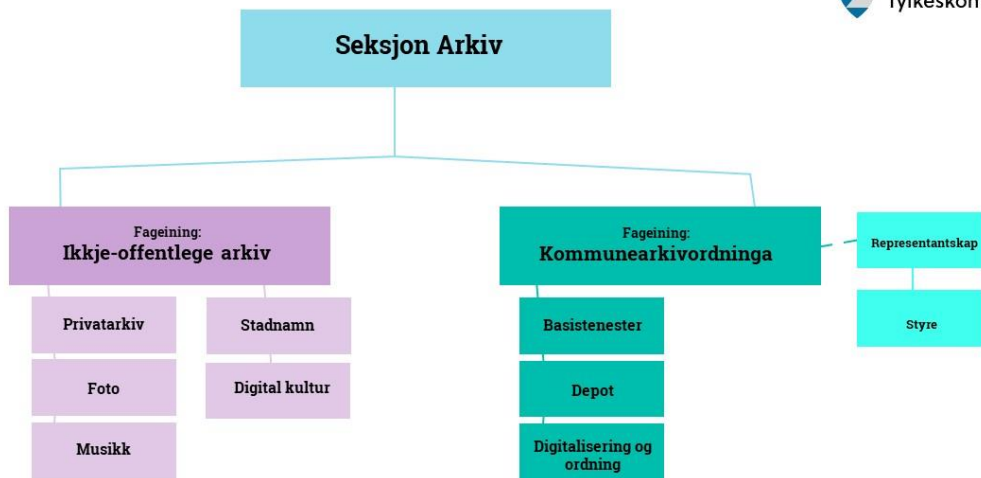 Seksjon Arkiv
Fageining:
Ikkje-offentlege arkiv
Privatarkiv
Foto
Musikk
Stadnamn
Digital kultur
Fageining:
Kommunearkivordninga
Basistenester
Depot
Digitalisering og
ordning
Representantskap
Styre